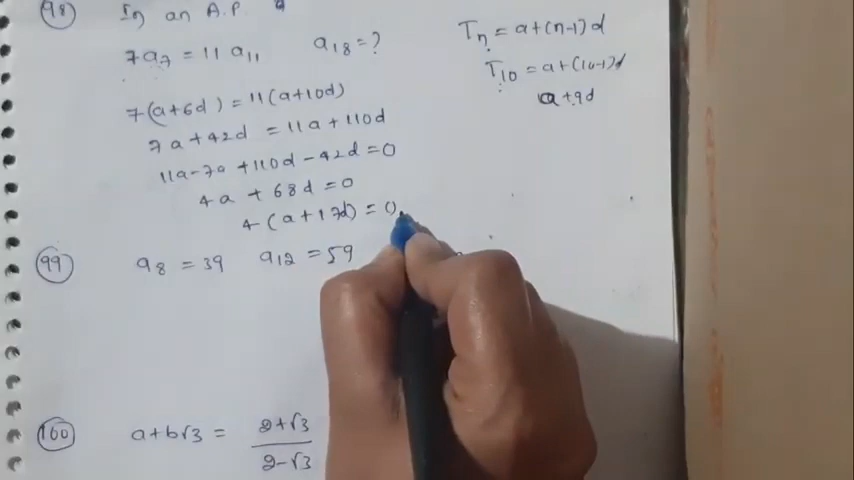 98 In an A.P.
7a7 = 11 a11   a18 = ?
7(a+6d) = 11(a+10d)
7a + 42d = 11a + 110d
11a - 7a + 110d - 42d = 0
4a + 68d = 0
4(a + 17d) = 0
Tn = a+(n-1)d
T10 = a+(10-1)d
a+9d
99 a8 = 39   a12 = 59
100 a+b√3 = 2+√3
2-√3